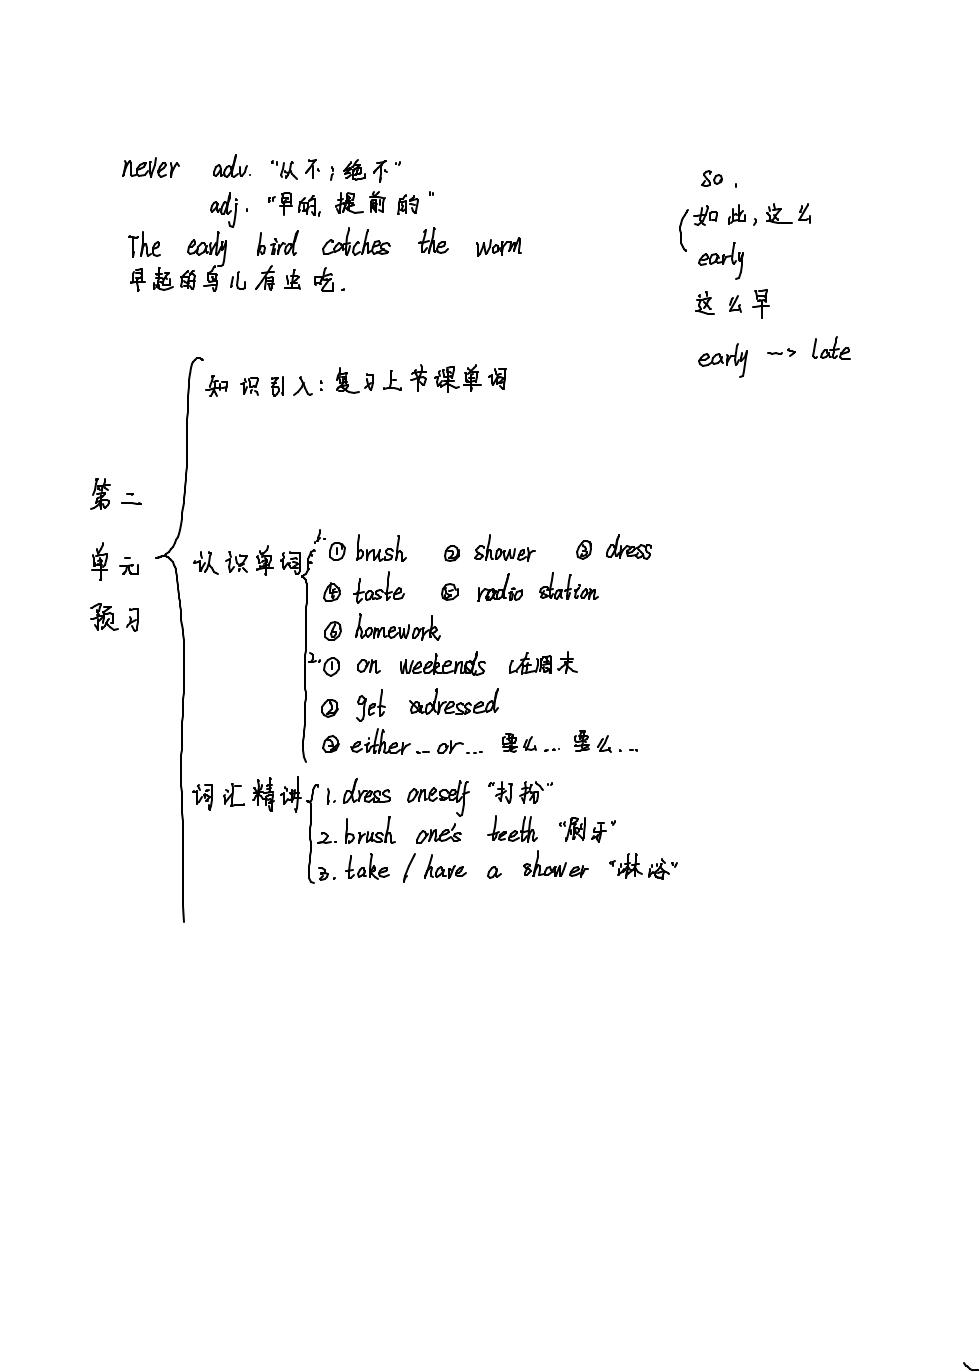 never adv. "从不；绝不"
adj. "早的, 提前的"
The early bird catches the worm
早起的鸟儿有虫吃.
so.
如此, 这么
early
这么早
early --> late
知识引入: 复习上节课单词
第二
单元
预习
认识单词
1. ① brush ② shower ③ dress
④ taste ⑤ radio station
⑥ homework
2. ① on weekends 在周末
② get dressed
③ either... or... 要么... 要么...
词汇精讲
1. dress oneself "打扮"
2. brush one's teeth "刷牙"
3. take / have a shower "淋浴"